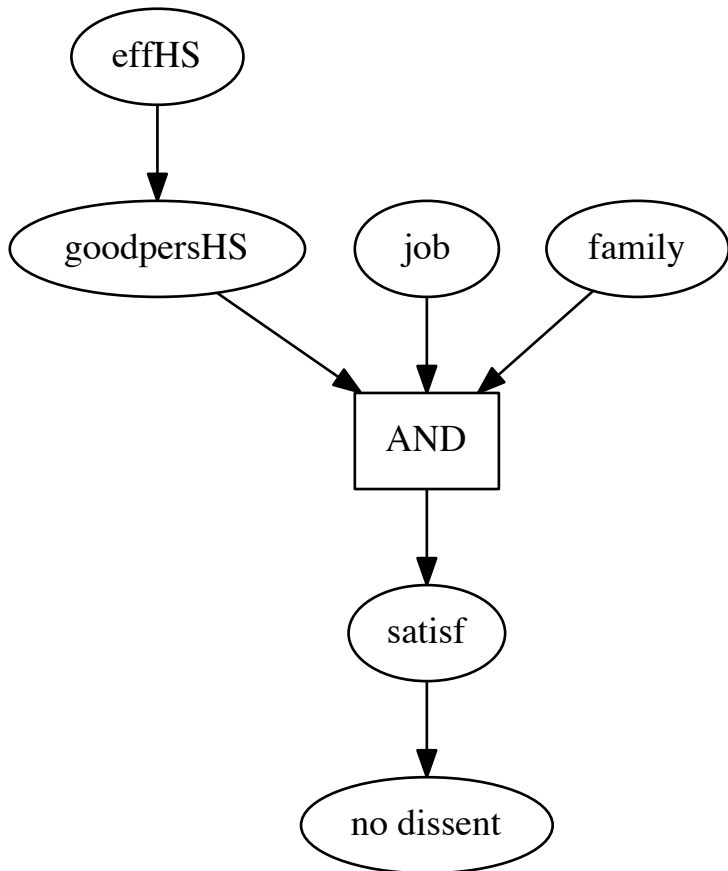 effHS
goodpersHS
job
family
AND
satisf
no dissent